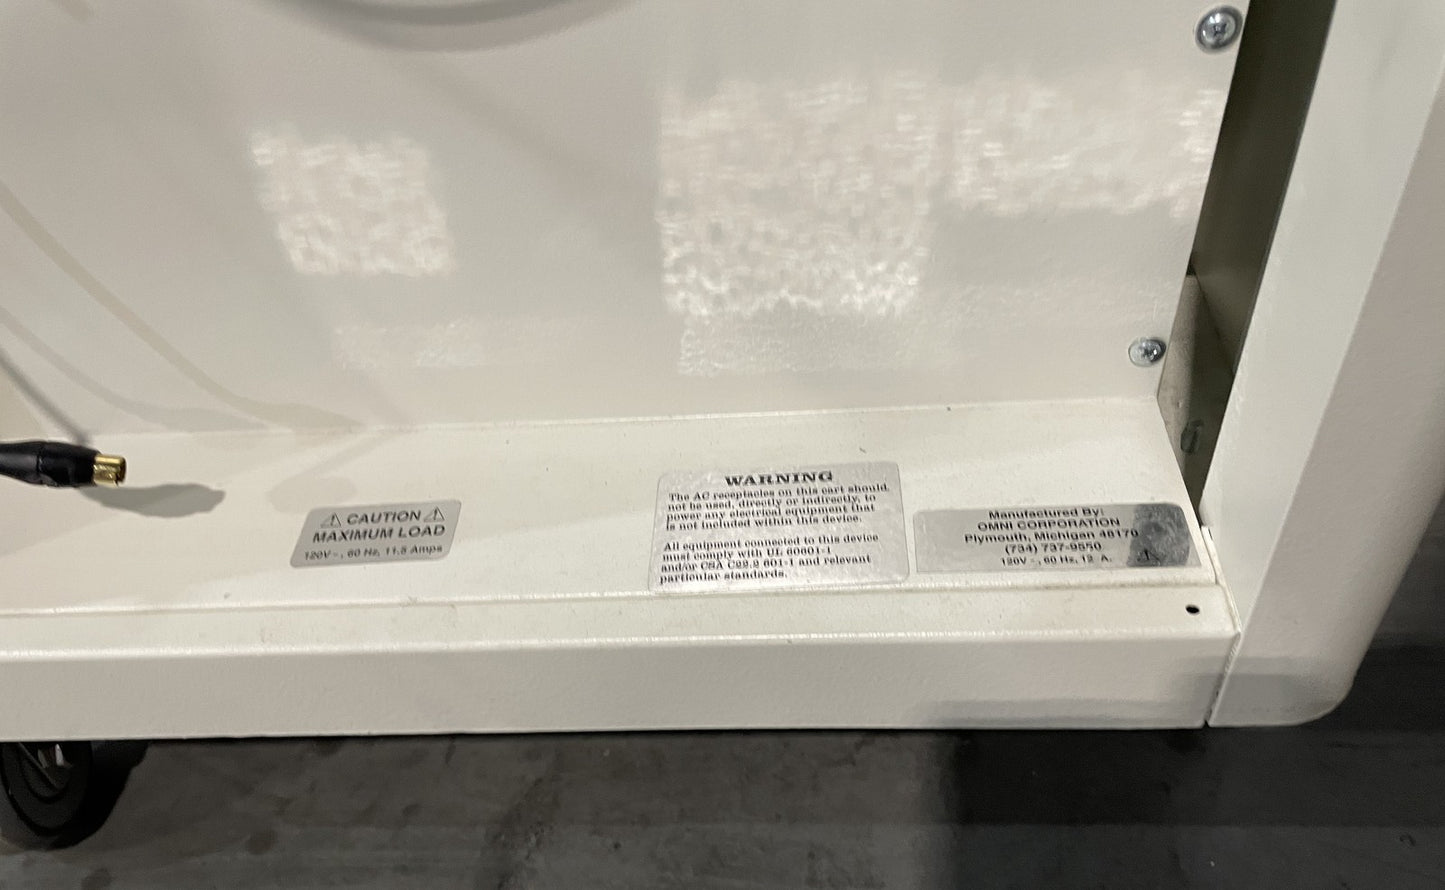 CAUTION
MAXIMUM LOAD
120V~, 60 Hz, 11.5 Amps
WARNING
The AC receptacles on this cart should
not be used, directly or indirectly, to
power any electrical equipment that
is not included within this device.
All equipment connected to this device
must comply with UL 60601-1
and/or CSA C22.2 601-1 and relevant
particular standards.
Manufactured By:
OMNI CORPORATION
Plymouth, Michigan 48170
(734) 737-9550
120V~, 60 Hz, 12 A.